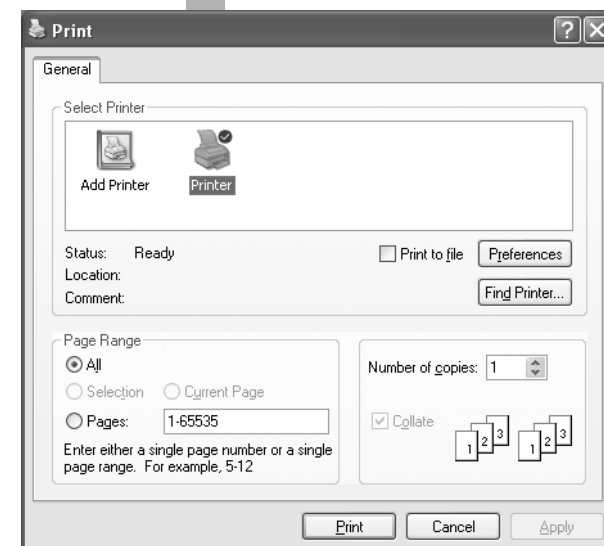 Print
General
Select Printer
Add Printer
Printer
Status: Ready
Location:
Comment:
Print to file
Preferences
Find Printer...
Page Range
All
Selection
Current Page
Pages: 1-65535
Enter either a single page number or a single
page range. For example, 5-12
Number of copies: 1
Collate
1 2 3
1 2 3
Print
Cancel
Apply